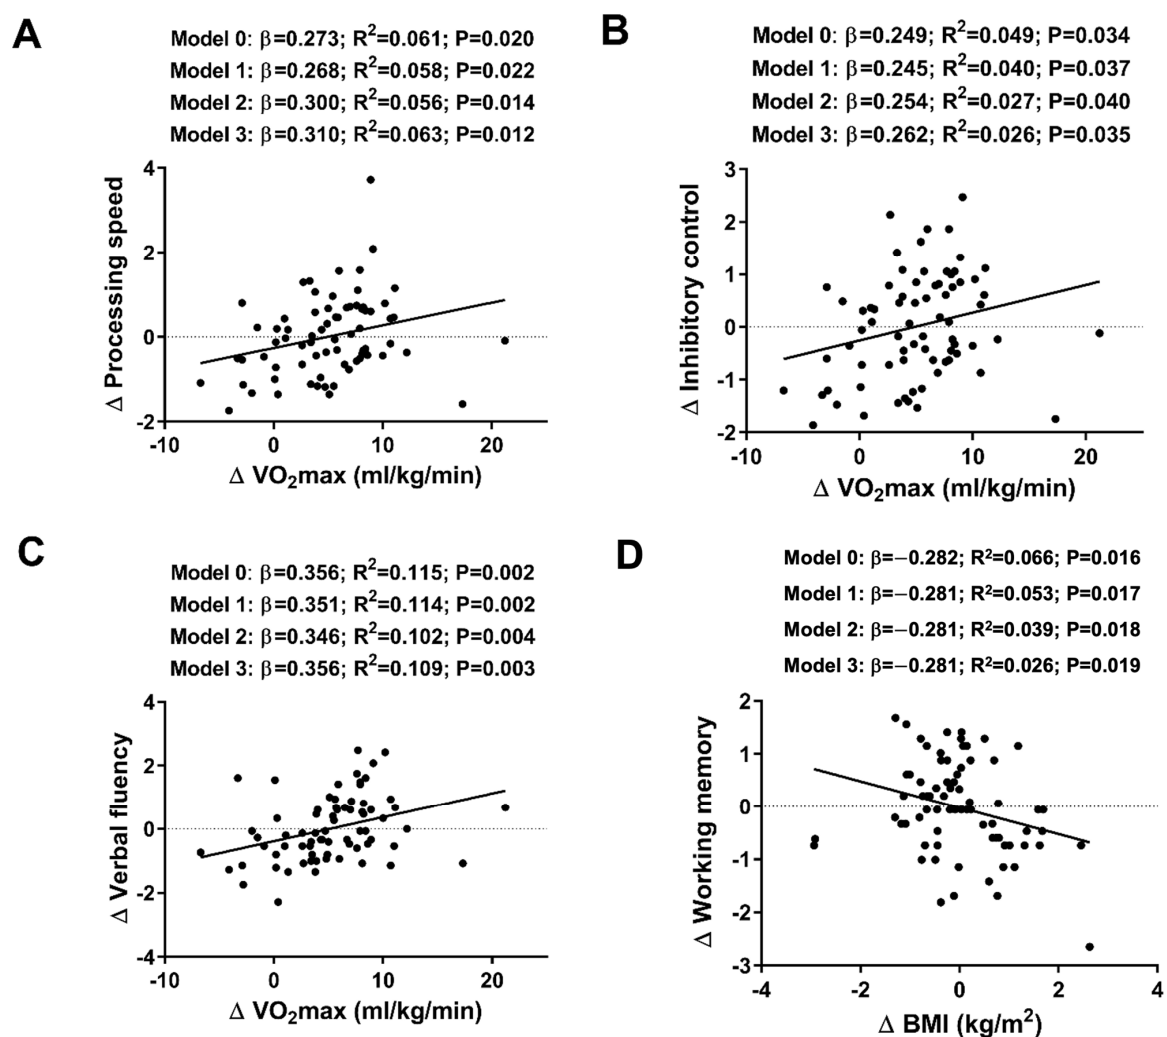 A
Model 0: β=0.273; R²=0.061; P=0.020
Model 1: β=0.268; R²=0.058; P=0.022
Model 2: β=0.300; R²=0.056; P=0.014
Model 3: β=0.310; R²=0.063; P=0.012
4
2
0
-2
Δ Processing speed
-10
0
10
20
Δ VO₂max (ml/kg/min)
B
Model 0: β=0.249; R²=0.049; P=0.034
Model 1: β=0.245; R²=0.040; P=0.037
Model 2: β=0.254; R²=0.027; P=0.040
Model 3: β=0.262; R²=0.026; P=0.035
3
2
1
0
-1
-2
Δ Inhibitory control
-10
0
10
20
Δ VO₂max (ml/kg/min)
C
Model 0: β=0.356; R²=0.115; P=0.002
Model 1: β=0.351; R²=0.114; P=0.002
Model 2: β=0.346; R²=0.102; P=0.004
Model 3: β=0.356; R²=0.109; P=0.003
4
2
0
-2
-4
Δ Verbal fluency
-10
0
10
20
Δ VO₂max (ml/kg/min)
D
Model 0: β=−0.282; R²=0.066; P=0.016
Model 1: β=−0.281; R²=0.053; P=0.017
Model 2: β=−0.281; R²=0.039; P=0.018
Model 3: β=−0.281; R²=0.026; P=0.019
2
1
0
-1
-2
-3
Δ Working memory
-4
-2
0
2
4
Δ BMI (kg/m²)